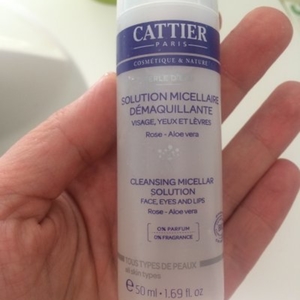 CATTIER
PARIS
COSMÉTIQUE & NATURE
SOLUTION MICELLAIRE
DÉMAQUILLANTE
VISAGE, YEUX ET LÈVRES
Rose - Aloe vera
CLEANSING MICELLAR
SOLUTION
FACE, EYES AND LIPS
Rose - Aloe vera
0% PARFUM
0% FRAGRANCE
TOUS TYPES DE PEAUX
all skin types
e 50 ml - 1.69 fl. oz